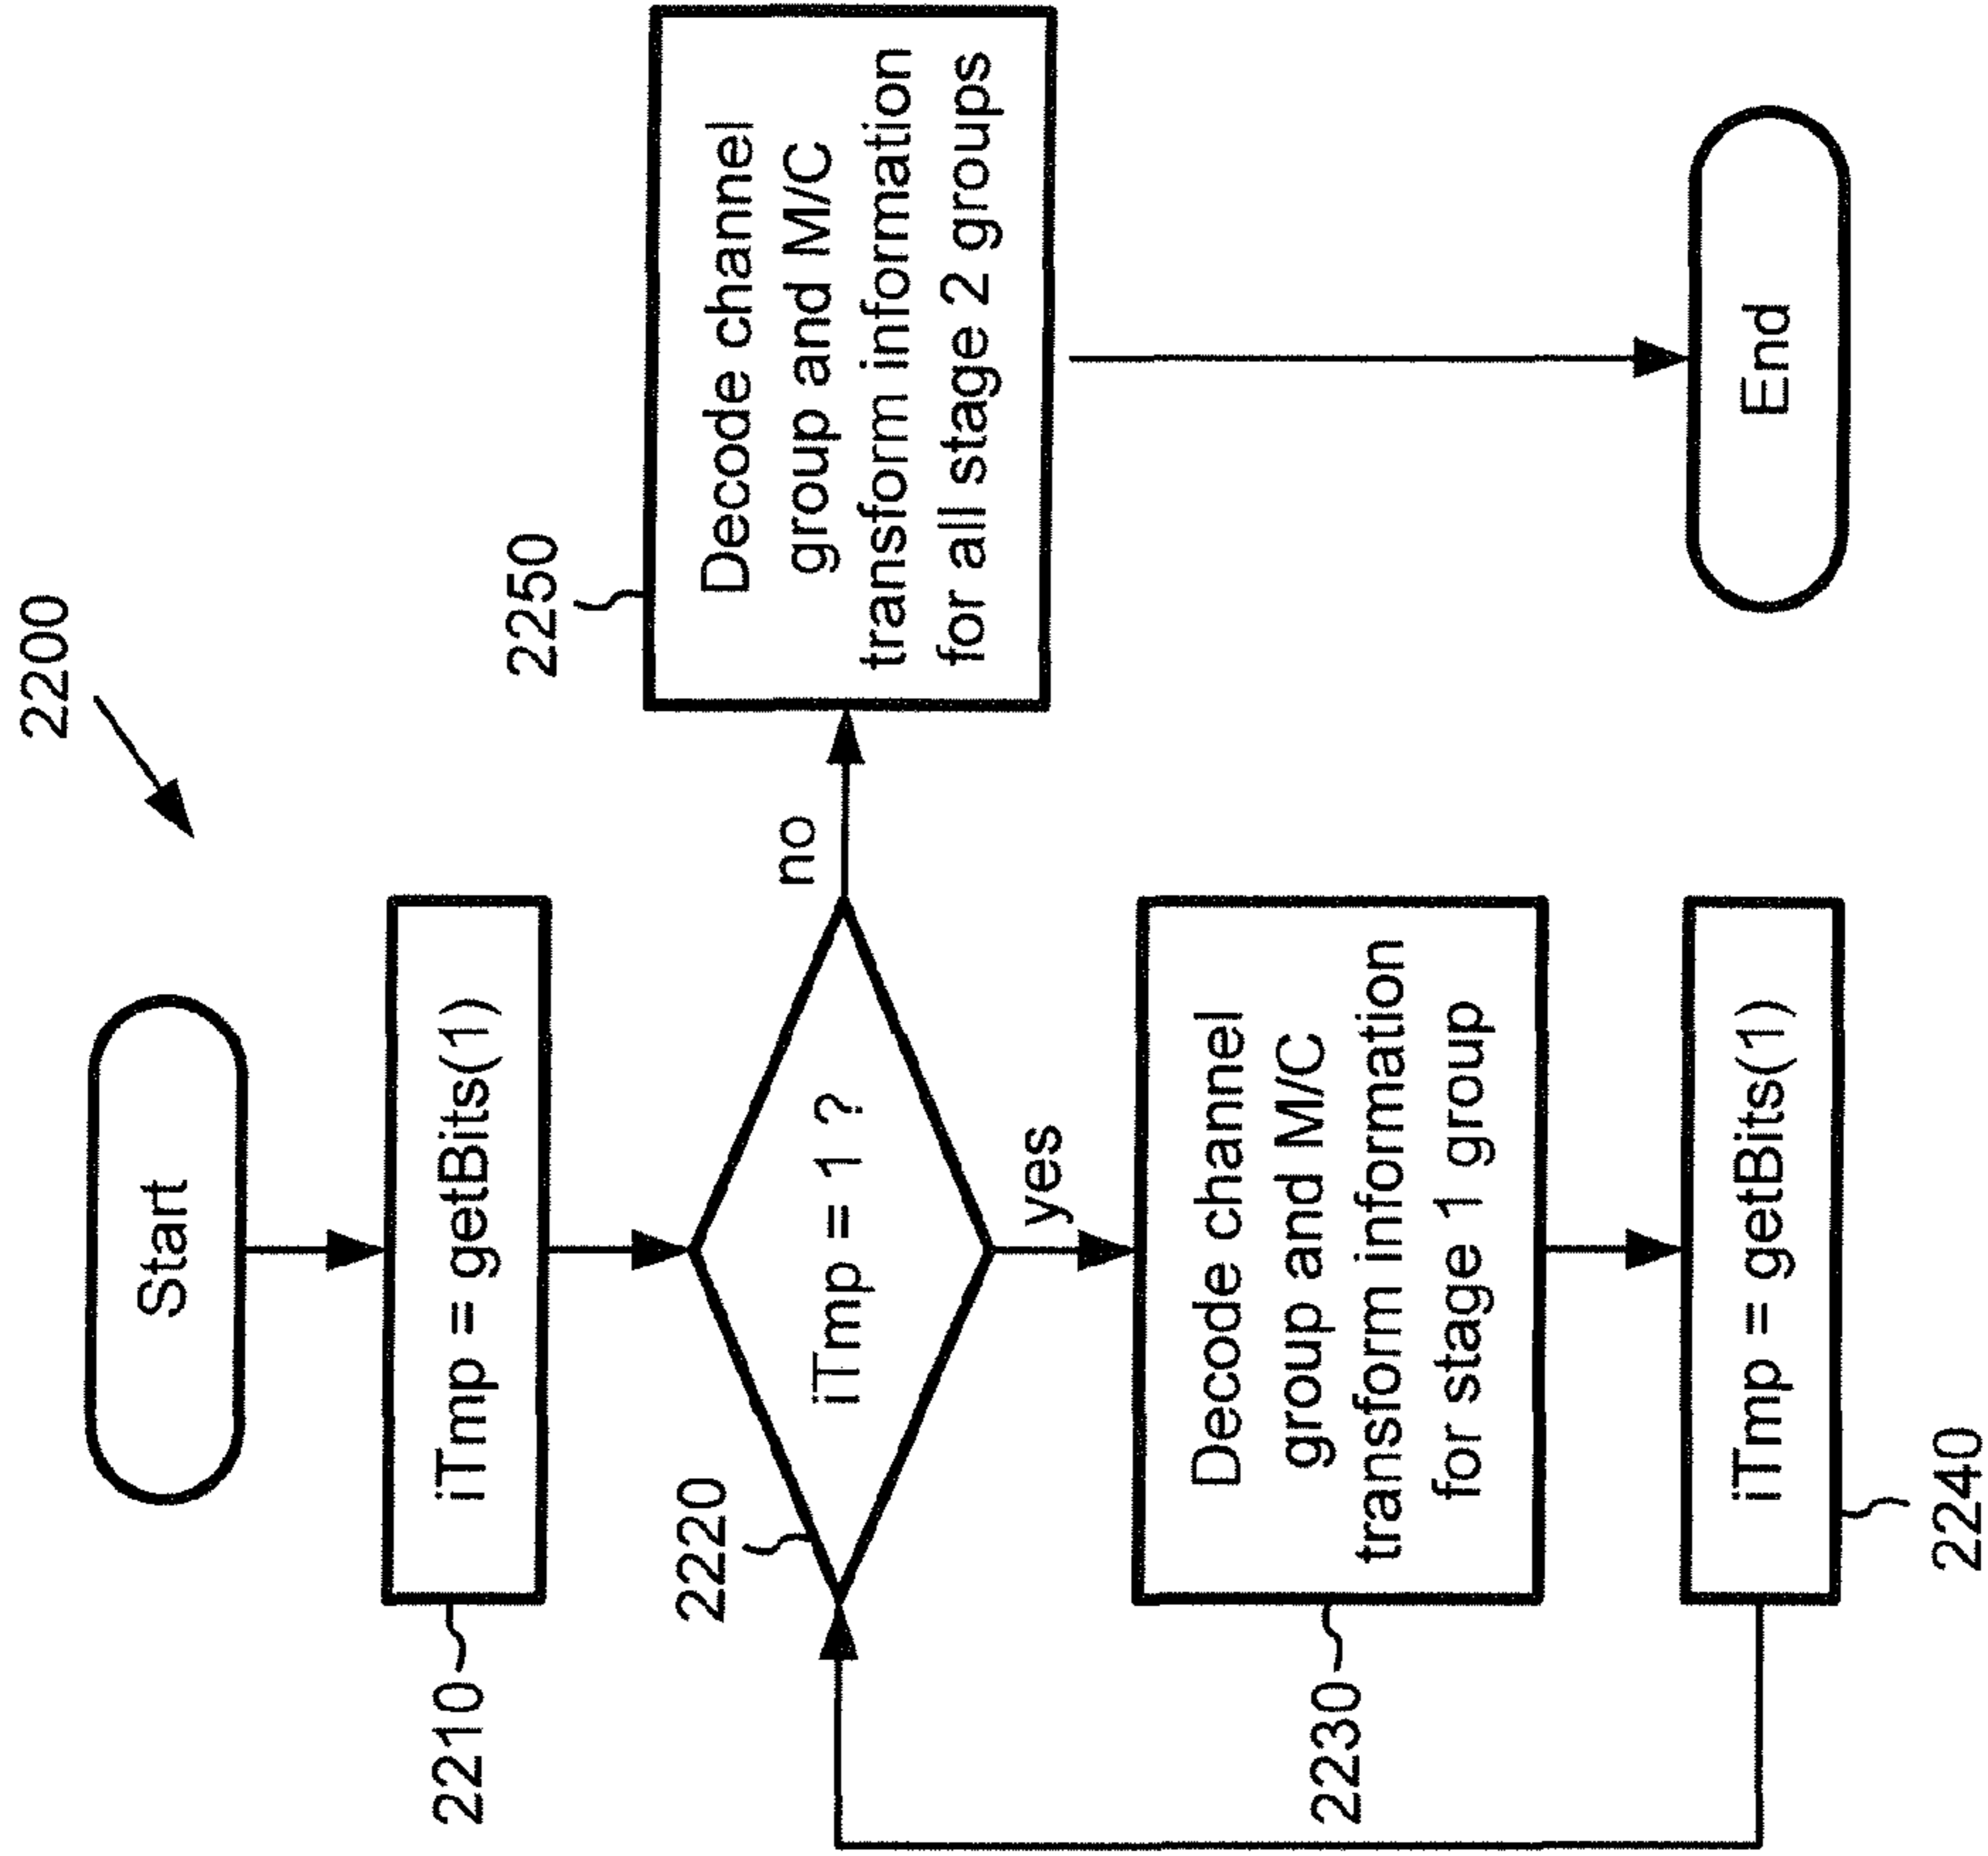 2200
Start
2210
iTmp = getBits(1)
2220
iTmp = 1 ?
no
yes
2250
Decode channel
group and M/C
transform information
for all stage 2 groups
2230
Decode channel
group and M/C
transform information
for stage 1 group
iTmp = getBits(1)
2240
End